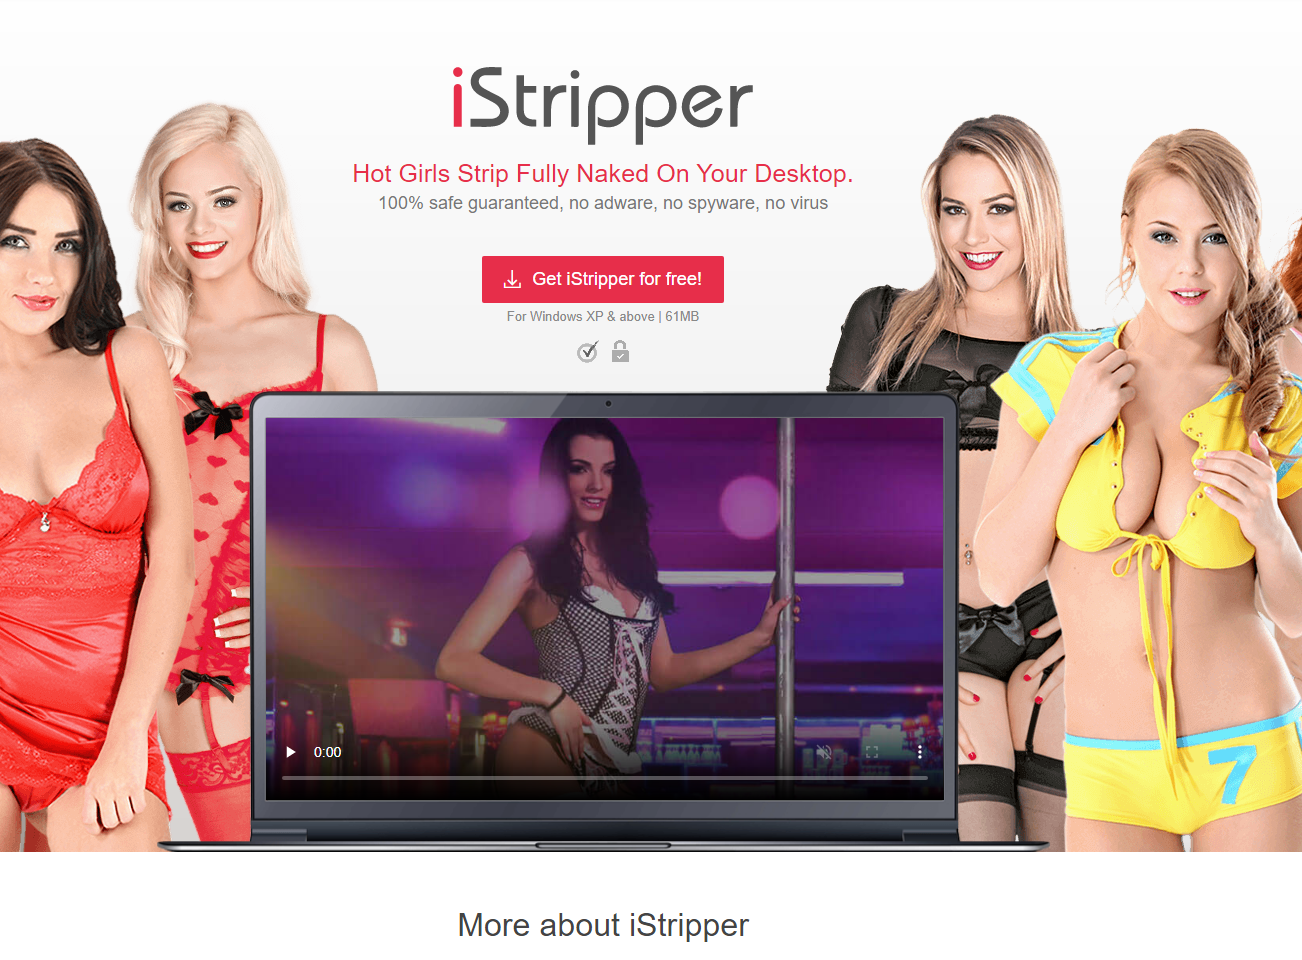 iStripper
Hot Girls Strip Fully Naked On Your Desktop.
100% safe guaranteed, no adware, no spyware, no virus
Get iStripper for free!
For Windows XP & above | 61MB
0:00
7
More about iStripper